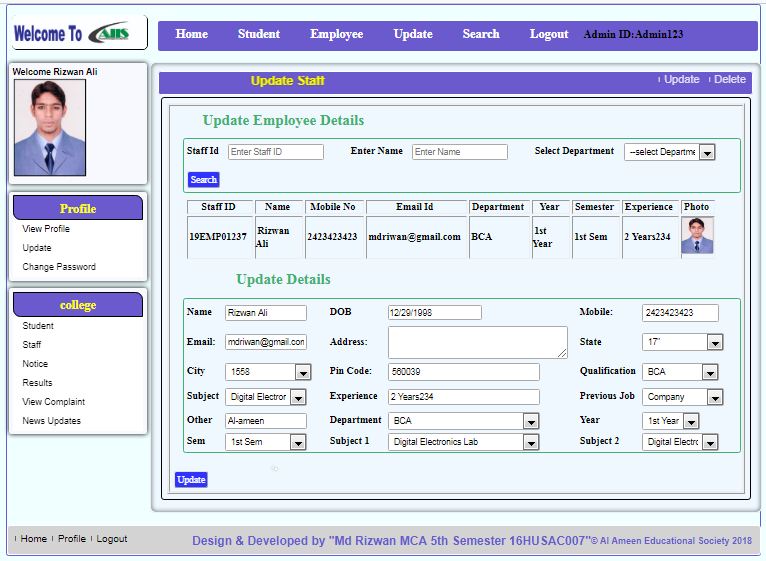 Welcome To AIIS
Home Student Employee Update Search Logout Admin ID:Admin123
Welcome Rizwan Ali
Update Staff
Update Delete
Update Employee Details
Staff Id Enter Staff ID Enter Name Enter Name Select Department --select Departme
Search
Profile
View Profile
Update
Change Password
Staff ID Name Mobile No Email Id Department Year Semester Experience Photo
19EMP01237 Rizwan Ali 2423423423 mdriwan@gmail.com BCA 1st Year 1st Sem 2 Years234
Update Details
college
Student
Staff
Notice
Results
View Complaint
News Updates
Name Rizwan Ali DOB 12/29/1998 Mobile: 2423423423
Email: mdriwan@gmail.con Address: State 17"
City 1558 Pin Code: 560039 Qualification BCA
Subject Digital Electror Experience 2 Years234 Previous Job Company
Other Al-ameen Department BCA Year 1st Year
Sem 1st Sem Subject 1 Digital Electronics Lab Subject 2 Digital Electrc
Update
Home Profile Logout Design & Developed by "Md Rizwan MCA 5th Semester 16HUSAC007"© Al Ameen Educational Society 2018